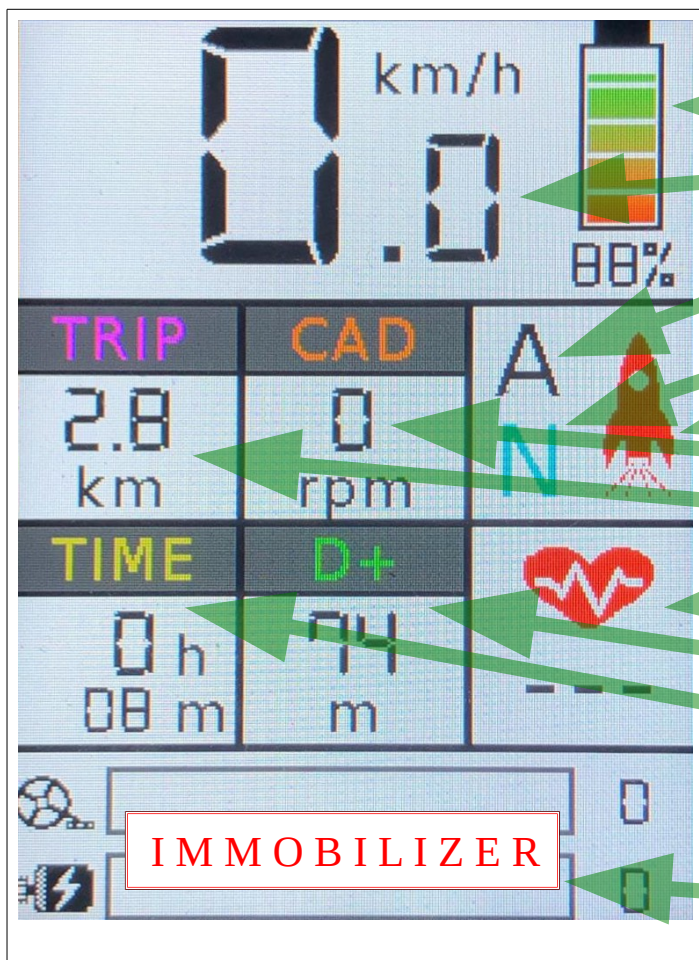 0.0 km/h
88%
TRIP CAD A
2.8 0 N
km rpm
TIME D+
0 h 74 ---
08 m m
0
IMMOBILIZER
0